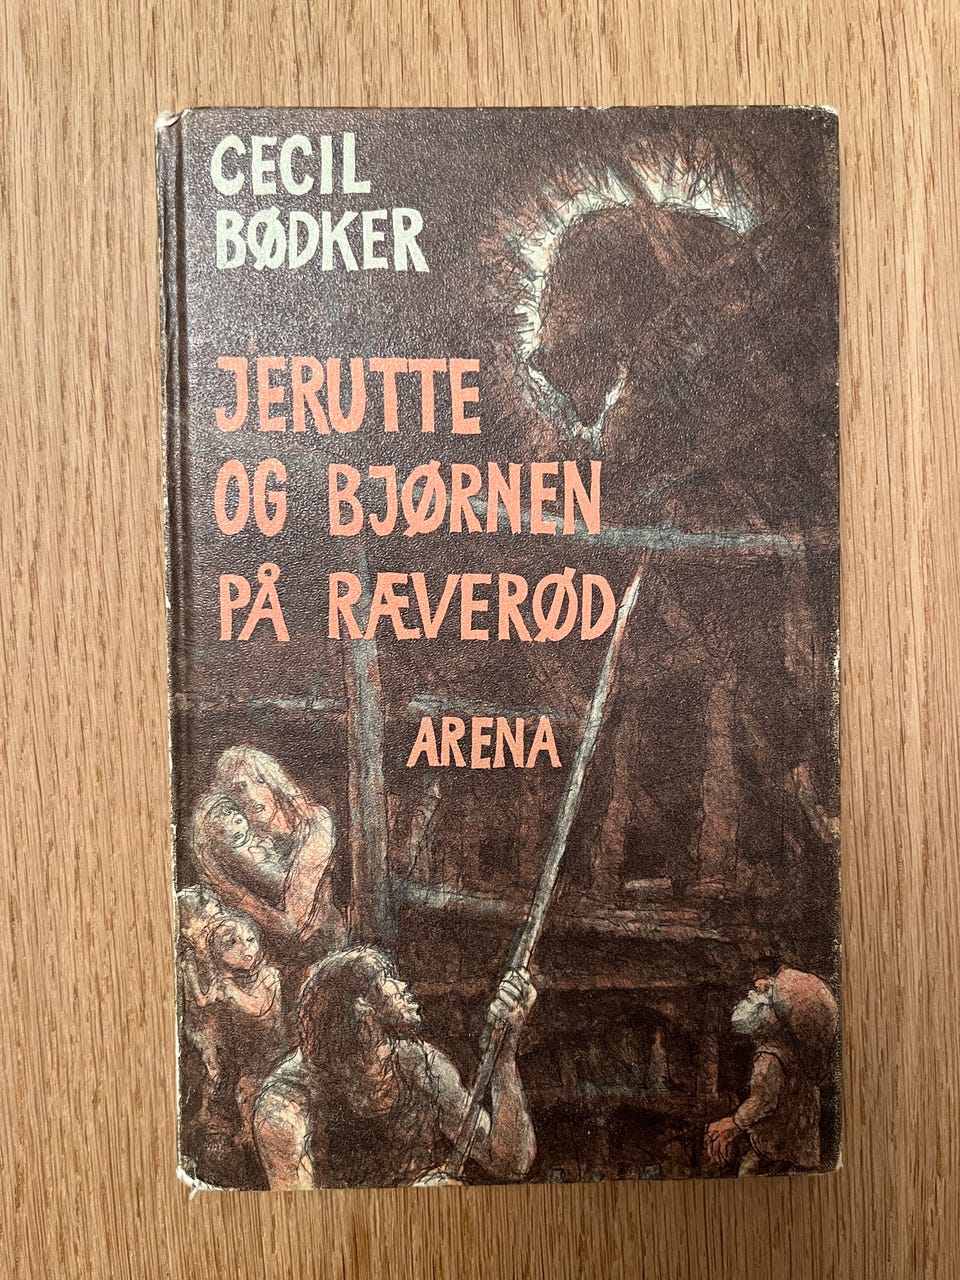 CECIL
BØDKER
JERUTTE
OG BJØRNEN
PÅ RÆVERØD
ARENA